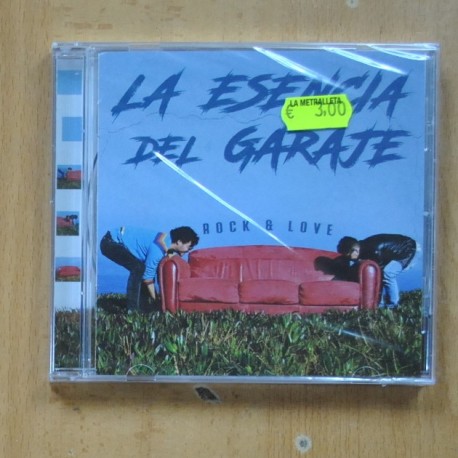 LA ESENCIA
LA METRALLETA
€ 3,00
DEL GARAJE
ROCK & LOVE